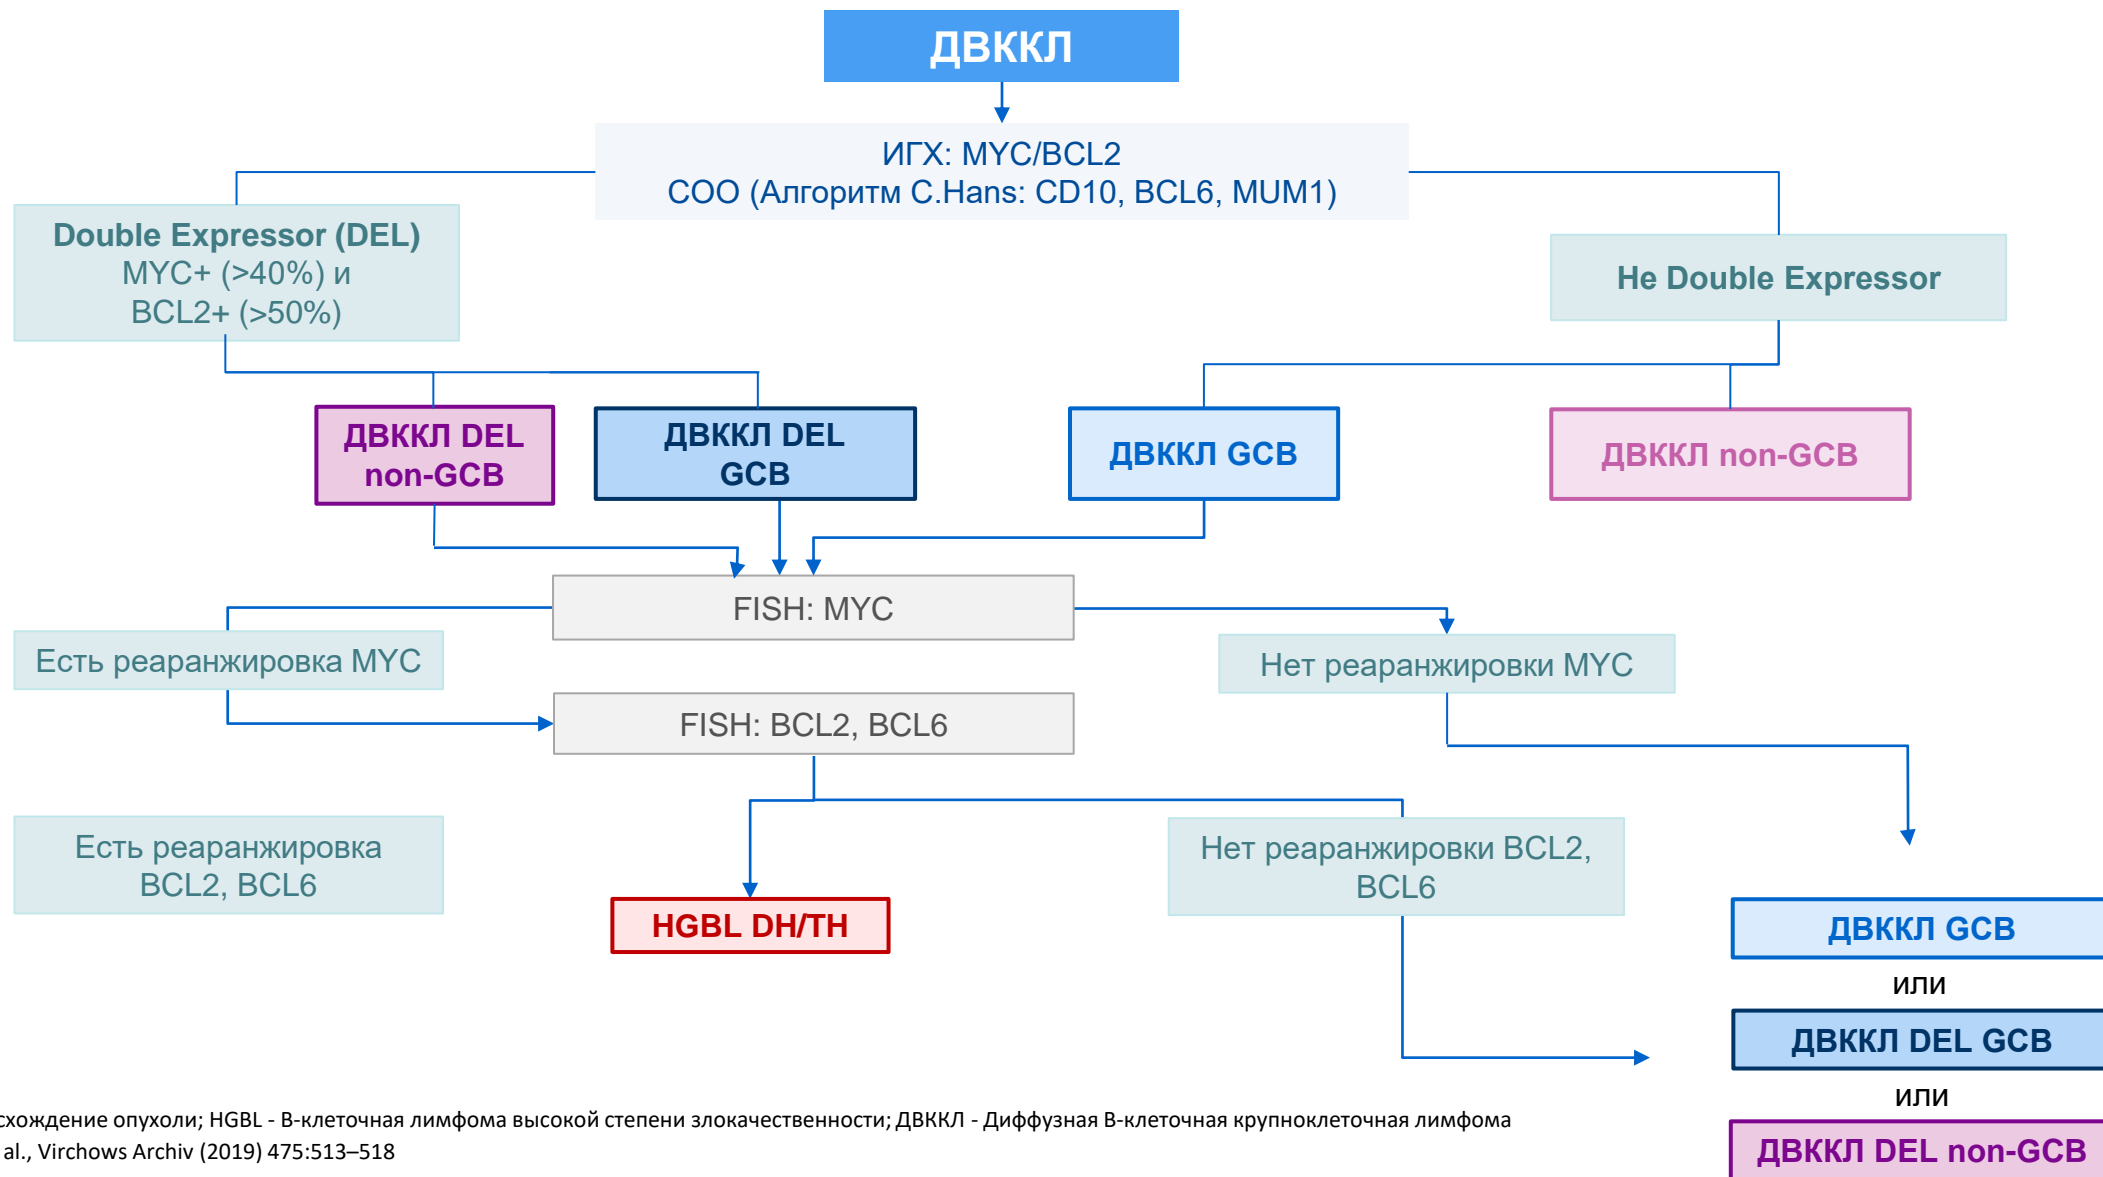 ДВККЛ
ИГХ: MYC/BCL2
COO (Алгоритм C.Hans: CD10, BCL6, MUM1)
Double Expressor (DEL)
MYC+ (>40%) и
BCL2+ (>50%)
Не Double Expressor
ДВККЛ DEL
non-GCB
ДВККЛ DEL
GCB
ДВККЛ GCB
ДВККЛ non-GCB
FISH: MYC
Есть реаранжировка MYC
Нет реаранжировки MYC
FISH: BCL2, BCL6
Есть реаранжировка
BCL2, BCL6
Нет реаранжировки BCL2,
BCL6
HGBL DH/TH
ДВККЛ GCB
или
ДВККЛ DEL GCB
или
ДВККЛ DEL non-GCB
схождение опухоли; HGBL - В-клеточная лимфома высокой степени злокачественности; ДВККЛ - Диффузная В-клеточная крупноклеточная лимфома
al., Virchows Archiv (2019) 475:513–518